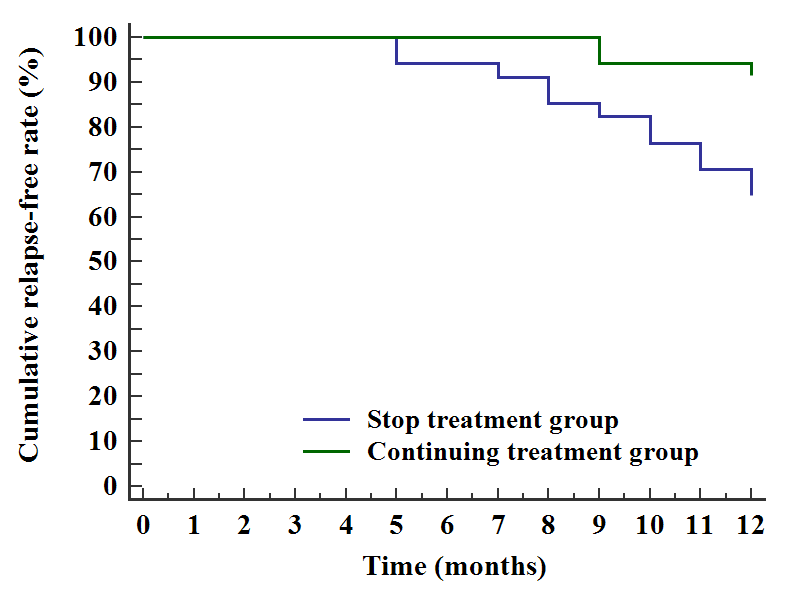 Cumulative relapse-free rate (%)
100
90
80
70
60
50
40
30
20
10
0
Stop treatment group
Continuing treatment group
0 1 2 3 4 5 6 7 8 9 10 11 12
Time (months)